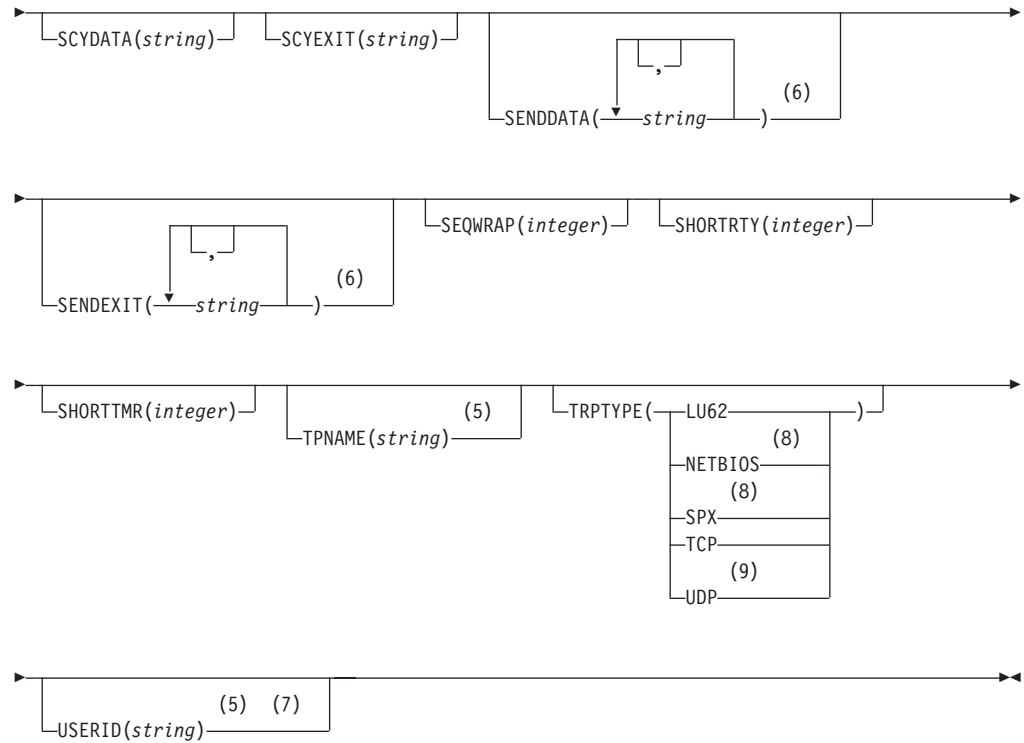 SCYDATA(string) SCYEXIT(string)
,
(6)
SENDDATA( string )
SEQWRAP(integer) SHORTRTY(integer)
,
(6)
SENDEXIT( string )
SHORTTMR(integer)
(5)
TPNAME(string)
TRPTYPE( LU62 )
(8)
NETBIOS
(8)
SPX
TCP
(9)
UDP
(5) (7)
USERID(string)